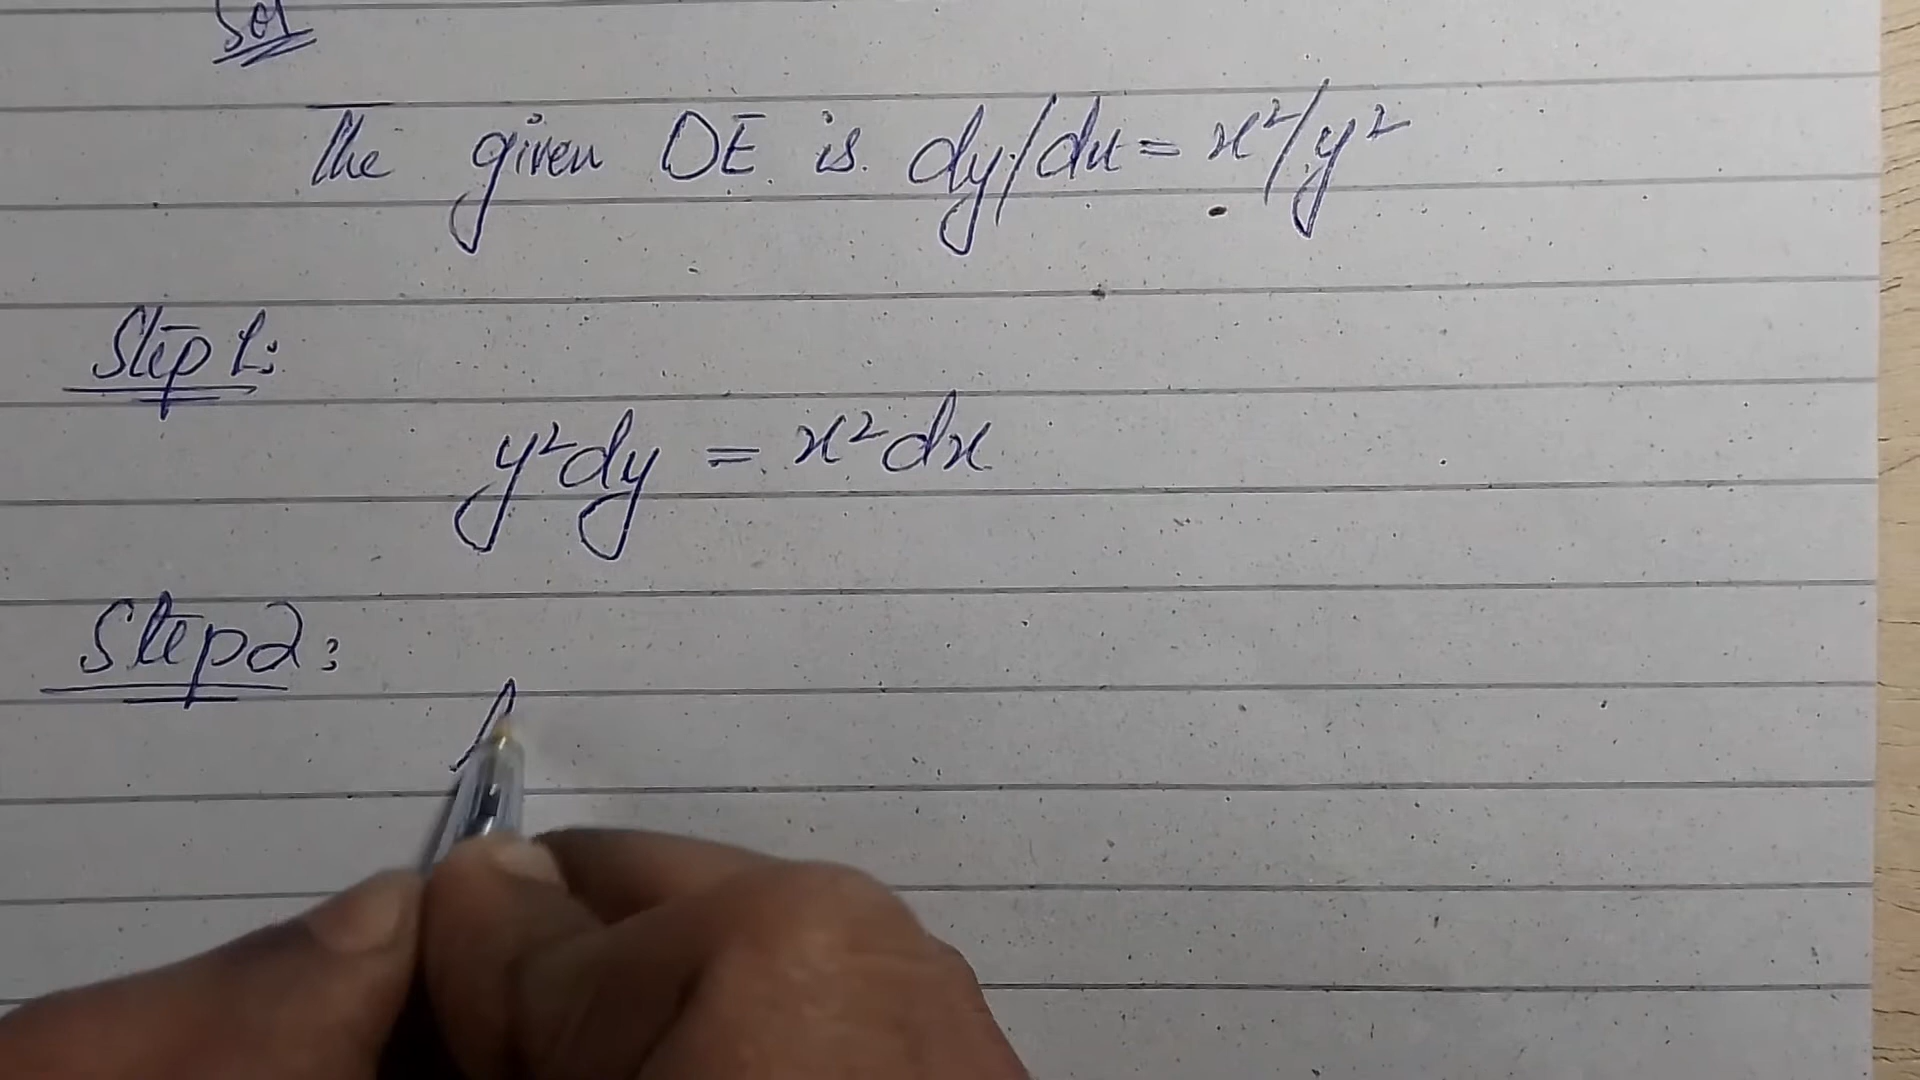 Sol
The given DE is dy/dx = x²/y²
Step 1:
y²dy = x²dx
Step 2: